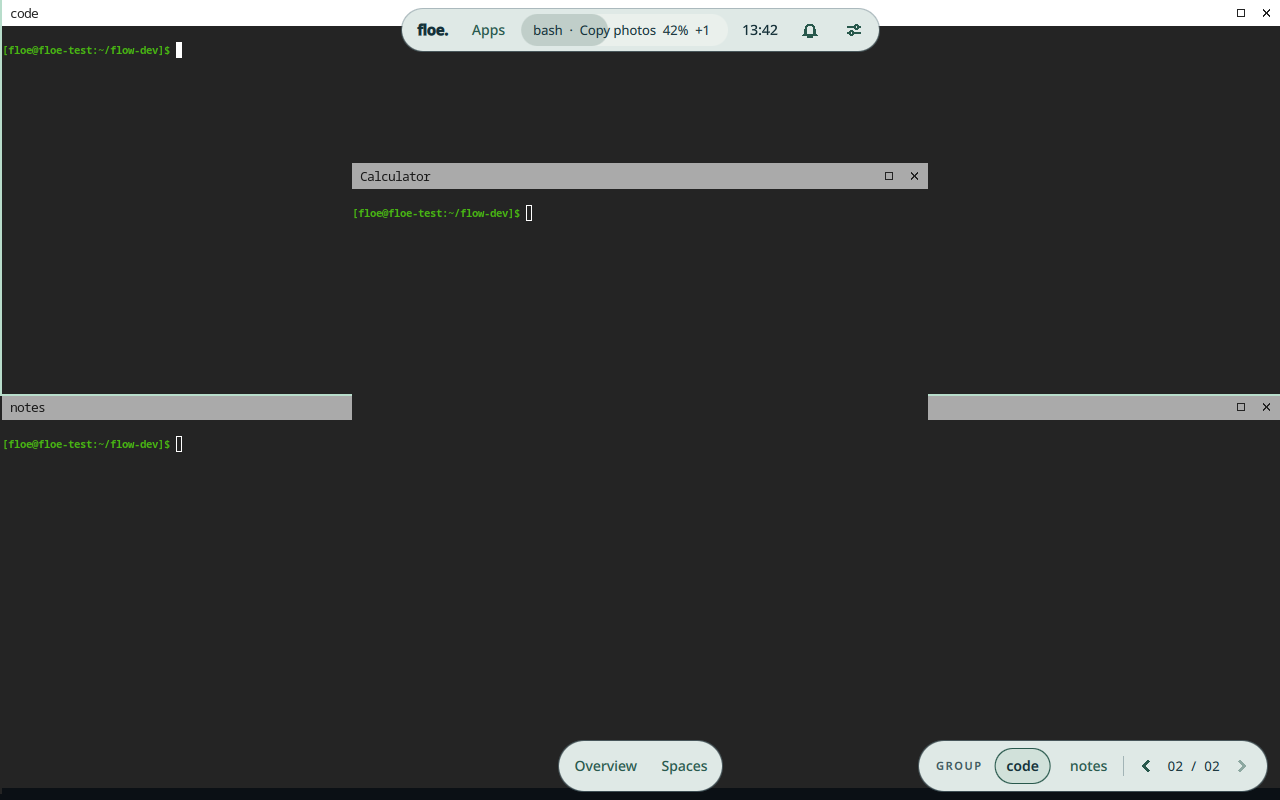 code
floe. Apps bash · Copy photos 42% +1 13:42
[floe@floe-test:~/flow-dev]$
Calculator
[floe@floe-test:~/flow-dev]$
notes
[floe@floe-test:~/flow-dev]$
Overview Spaces
GROUP code notes 02 / 02